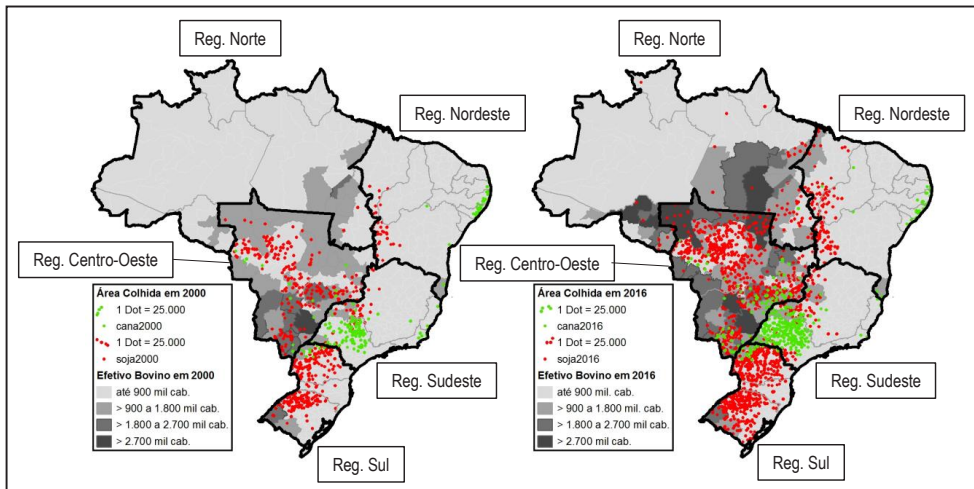 Reg. Norte
Reg. Nordeste
Reg. Centro-Oeste
Área Colhida em 2000
1 Dot = 25.000
cana2000
1 Dot = 25.000
soja2000
Efetivo Bovino em 2000
até 900 mil cab.
> 900 a 1.800 mil cab.
> 1.800 a 2.700 mil cab.
> 2.700 mil cab.
Reg. Sudeste
Reg. Sul
Reg. Norte
Reg. Nordeste
Reg. Centro-Oeste
Área Colhida em 2016
1 Dot = 25.000
cana2016
1 Dot = 25.000
soja2016
Efetivo Bovino em 2016
até 900 mil. cab.
> 900 a 1.800 mil. cab.
> 1.800 a 2.700 mil cab.
> 2.700 mil cab.
Reg. Sudeste
Reg. Sul